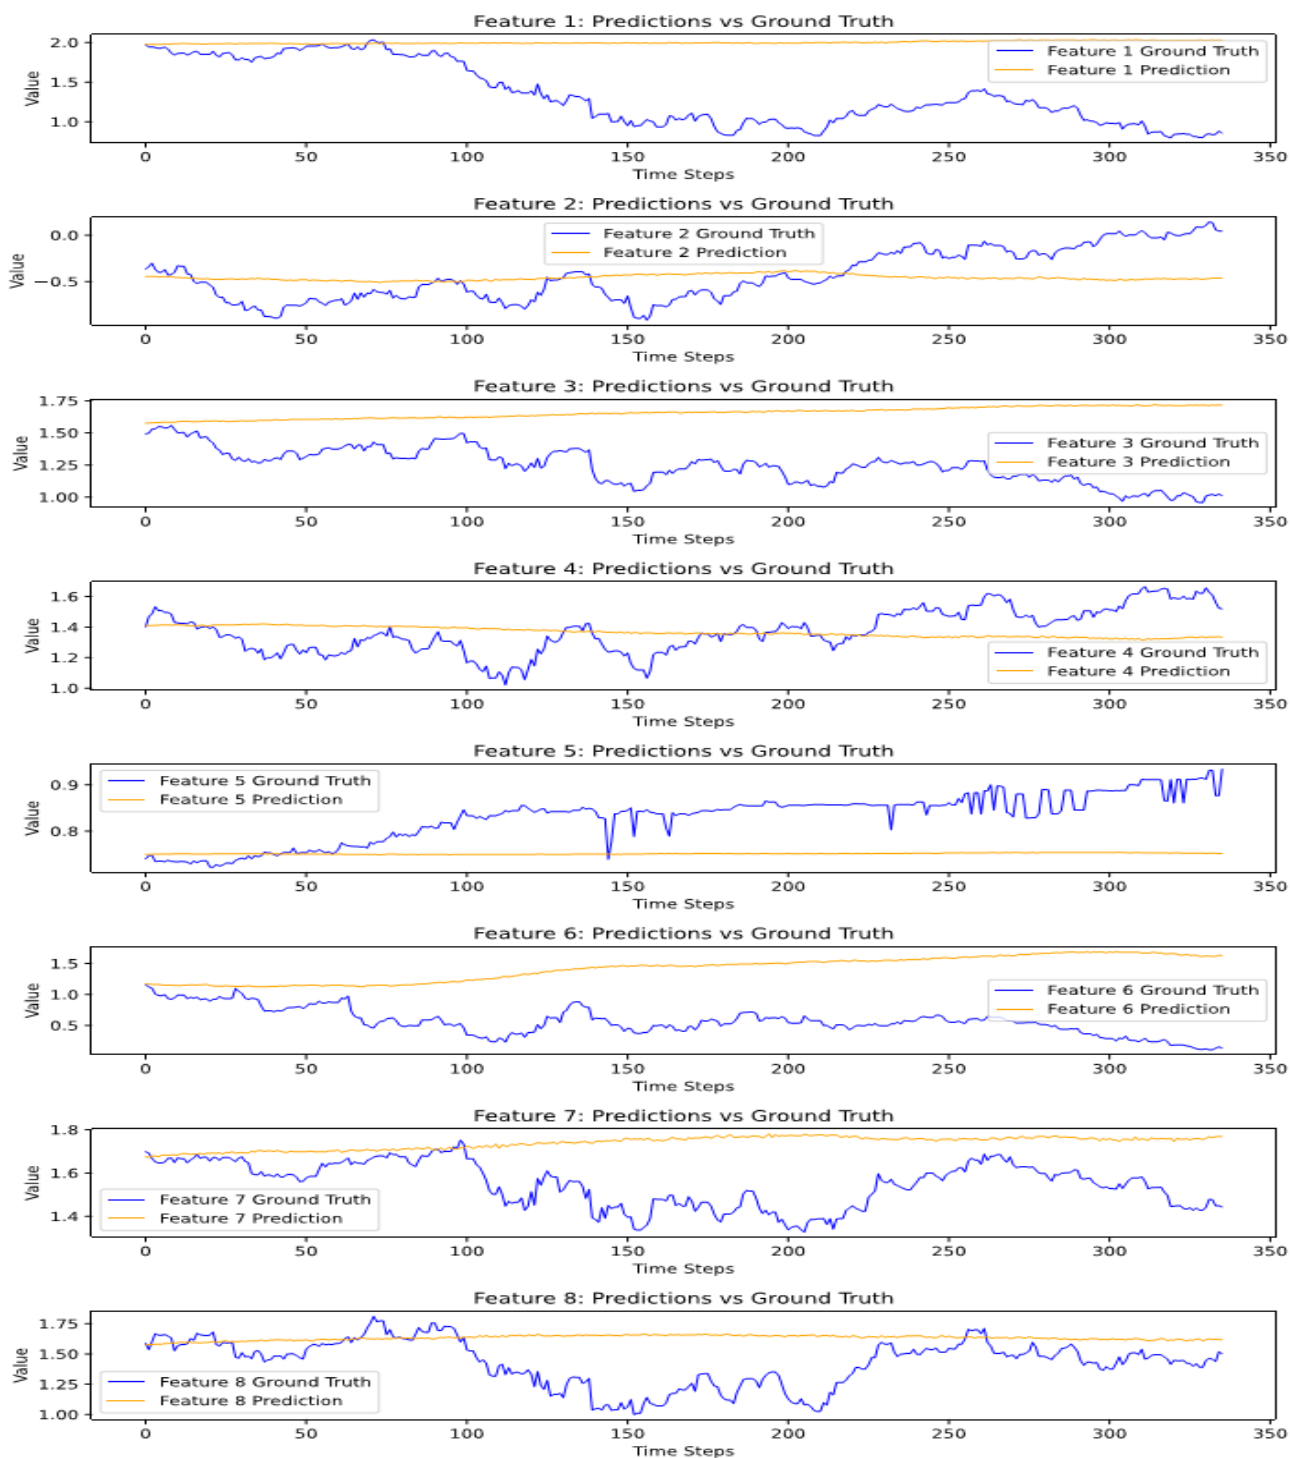 Feature 1: Predictions vs Ground Truth
2.0
1.5
1.0
Value
Feature 1 Ground Truth
Feature 1 Prediction
0 50 100 150 200 250 300 350
Time Steps
Feature 2: Predictions vs Ground Truth
0.0
−0.5
Value
Feature 2 Ground Truth
Feature 2 Prediction
0 50 100 150 200 250 300 350
Time Steps
Feature 3: Predictions vs Ground Truth
1.75
1.50
1.25
1.00
Value
Feature 3 Ground Truth
Feature 3 Prediction
0 50 100 150 200 250 300 350
Time Steps
Feature 4: Predictions vs Ground Truth
1.6
1.4
1.2
1.0
Value
Feature 4 Ground Truth
Feature 4 Prediction
0 50 100 150 200 250 300 350
Time Steps
Feature 5: Predictions vs Ground Truth
0.9
0.8
Value
Feature 5 Ground Truth
Feature 5 Prediction
0 50 100 150 200 250 300 350
Time Steps
Feature 6: Predictions vs Ground Truth
1.5
1.0
0.5
Value
Feature 6 Ground Truth
Feature 6 Prediction
0 50 100 150 200 250 300 350
Time Steps
Feature 7: Predictions vs Ground Truth
1.8
1.6
1.4
Value
Feature 7 Ground Truth
Feature 7 Prediction
0 50 100 150 200 250 300 350
Time Steps
Feature 8: Predictions vs Ground Truth
1.75
1.50
1.25
1.00
Value
Feature 8 Ground Truth
Feature 8 Prediction
0 50 100 150 200 250 300 350
Time Steps